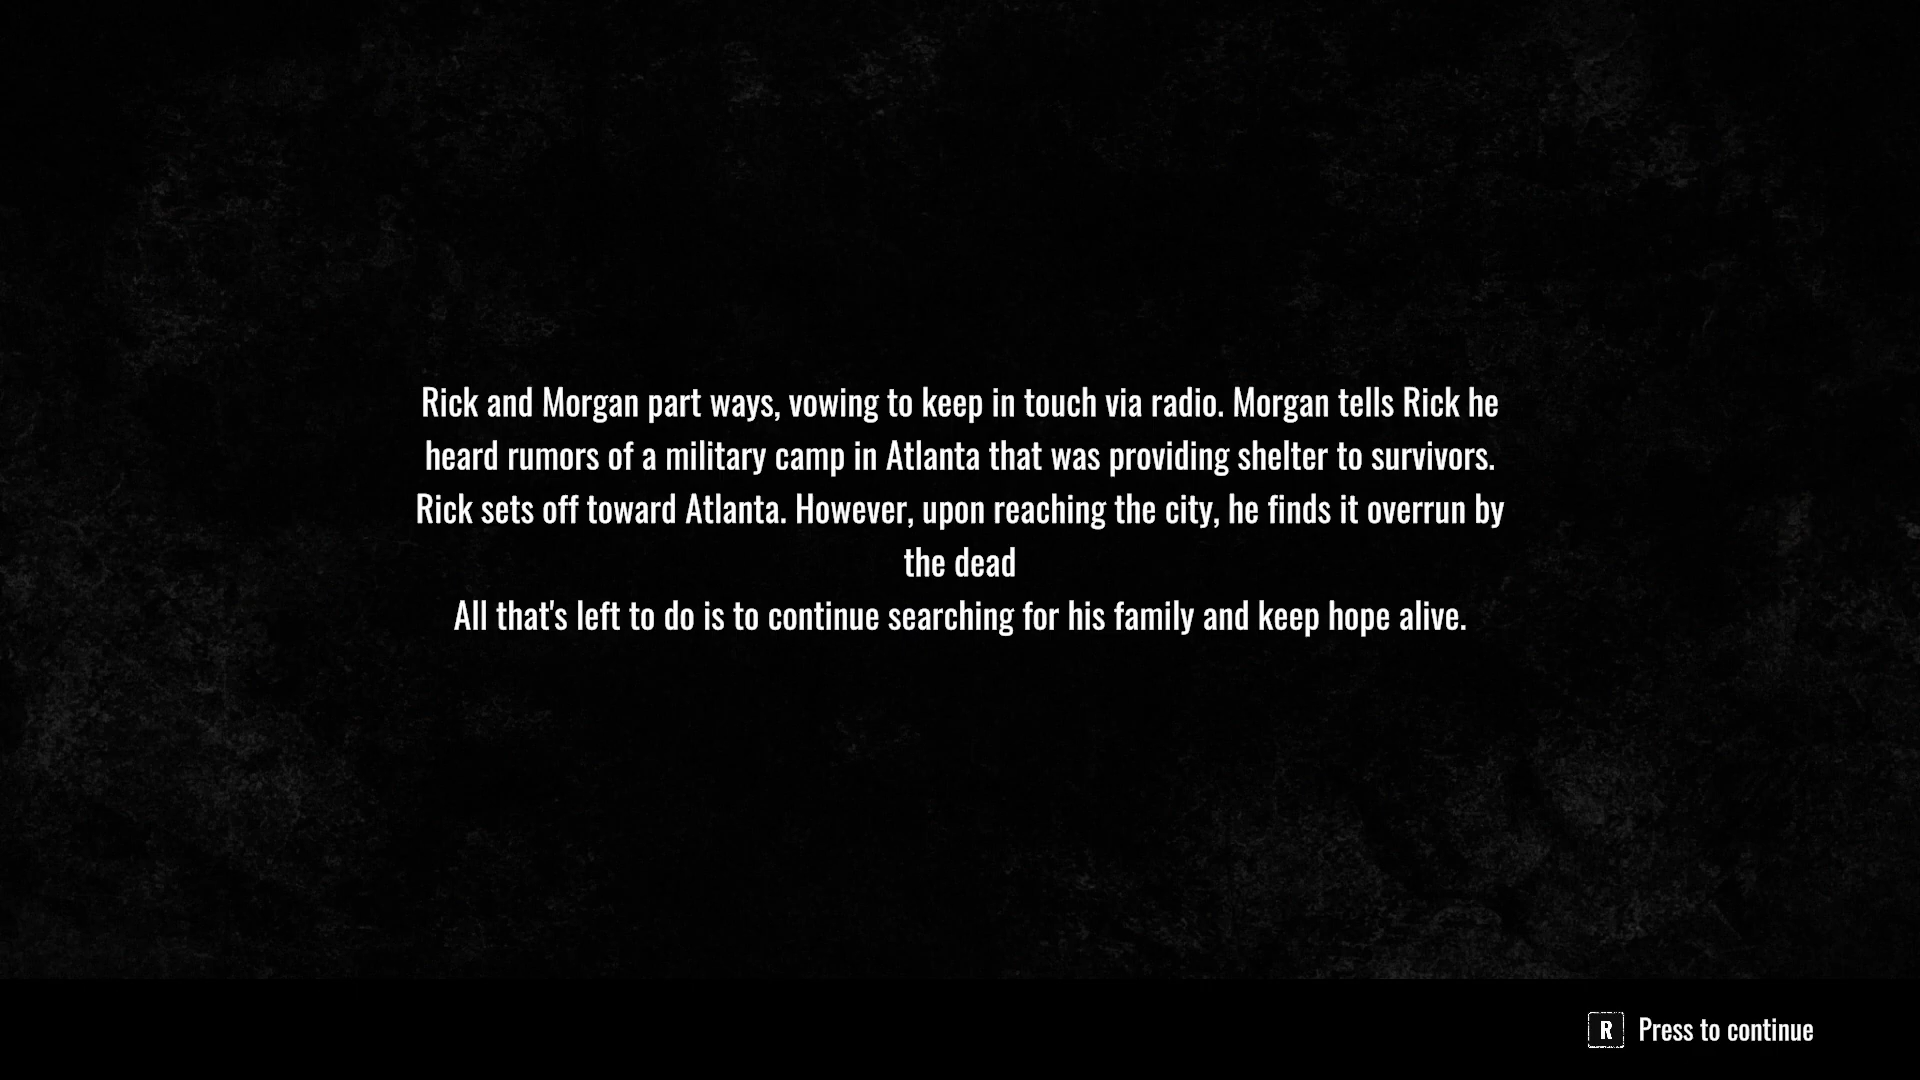 Rick and Morgan part ways, vowing to keep in touch via radio. Morgan tells Rick he
heard rumors of a military camp in Atlanta that was providing shelter to survivors.
Rick sets off toward Atlanta. However, upon reaching the city, he finds it overrun by
the dead
All that's left to do is to continue searching for his family and keep hope alive.
R Press to continue